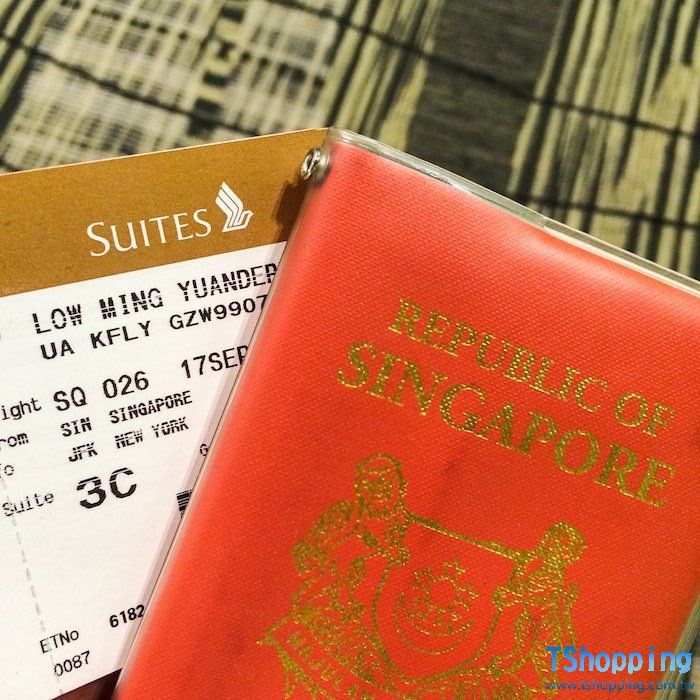 SUITES
LOW MING YUANDER
UA KFLY GZW9907
ight SQ 026 17SEP
rom SIN SINGAPORE
o JFK NEW YORK
G
Suite 3C
ETNo 6182
0087
REPUBLIC OF
SINGAPORE
MAJULA
TShopping
www.tshopping.com.tw